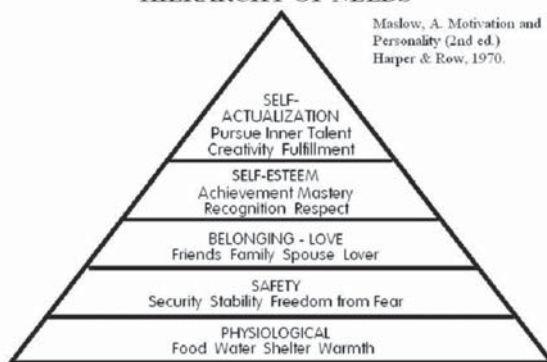 HIERARCHY OF NEEDS
Maslow, A. Motivation and
Personality (2nd ed.)
Harper & Row, 1970.
SELF-
ACTUALIZATION
Pursue Inner Talent
Creativity Fulfillment
SELF-ESTEEM
Achievement Mastery
Recognition Respect
BELONGING - LOVE
Friends Family Spouse Lover
SAFETY
Security Stability Freedom from Fear
PHYSIOLOGICAL
Food Water Shelter Warmth